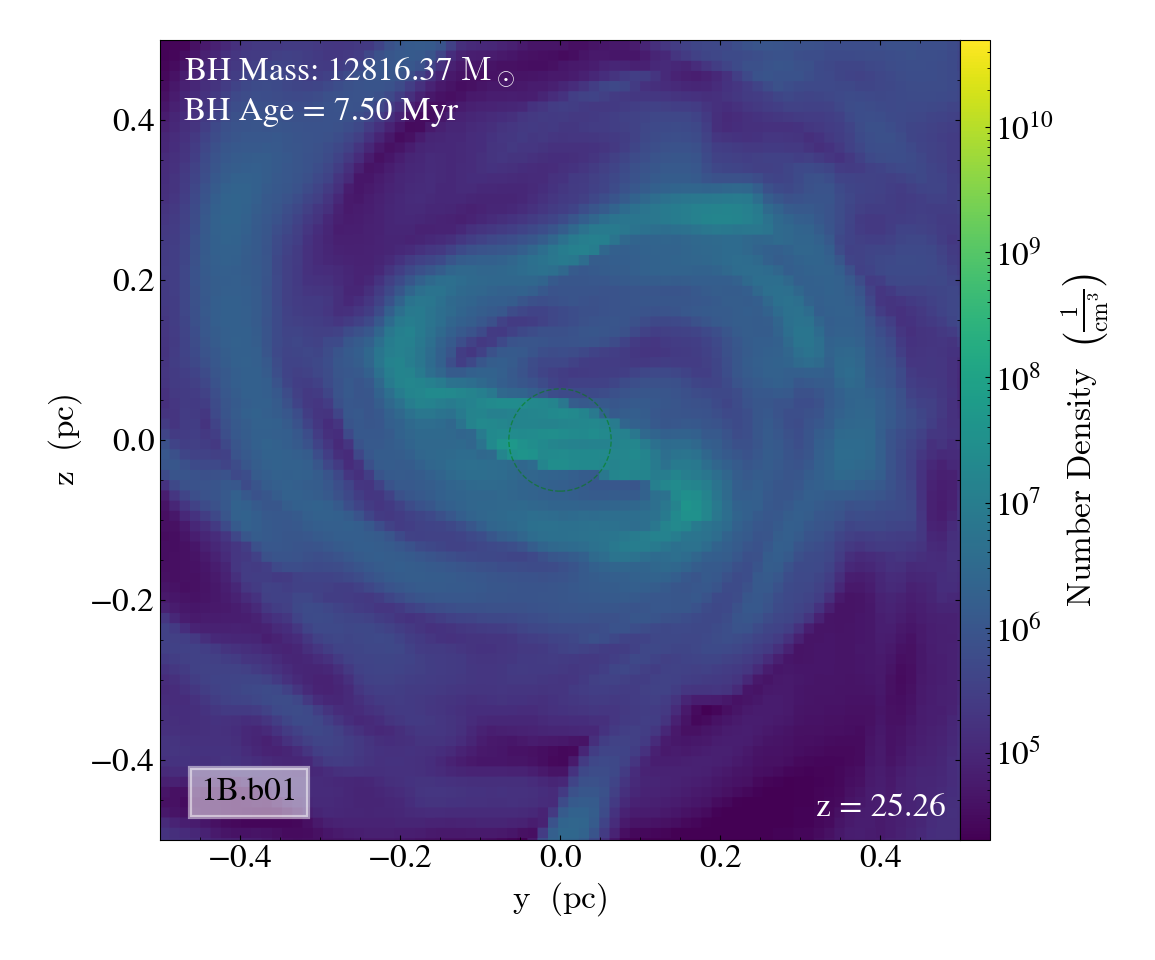 BH Mass: 12816.37 M⊙
BH Age = 7.50 Myr
0.4
0.2
0.0
−0.2
−0.4
z (pc)
1B.b01
z = 25.26
−0.4 −0.2 0.0 0.2 0.4
y (pc)
10¹⁰
10⁹
10⁸
10⁷
10⁶
10⁵
Number Density (1/cm³)